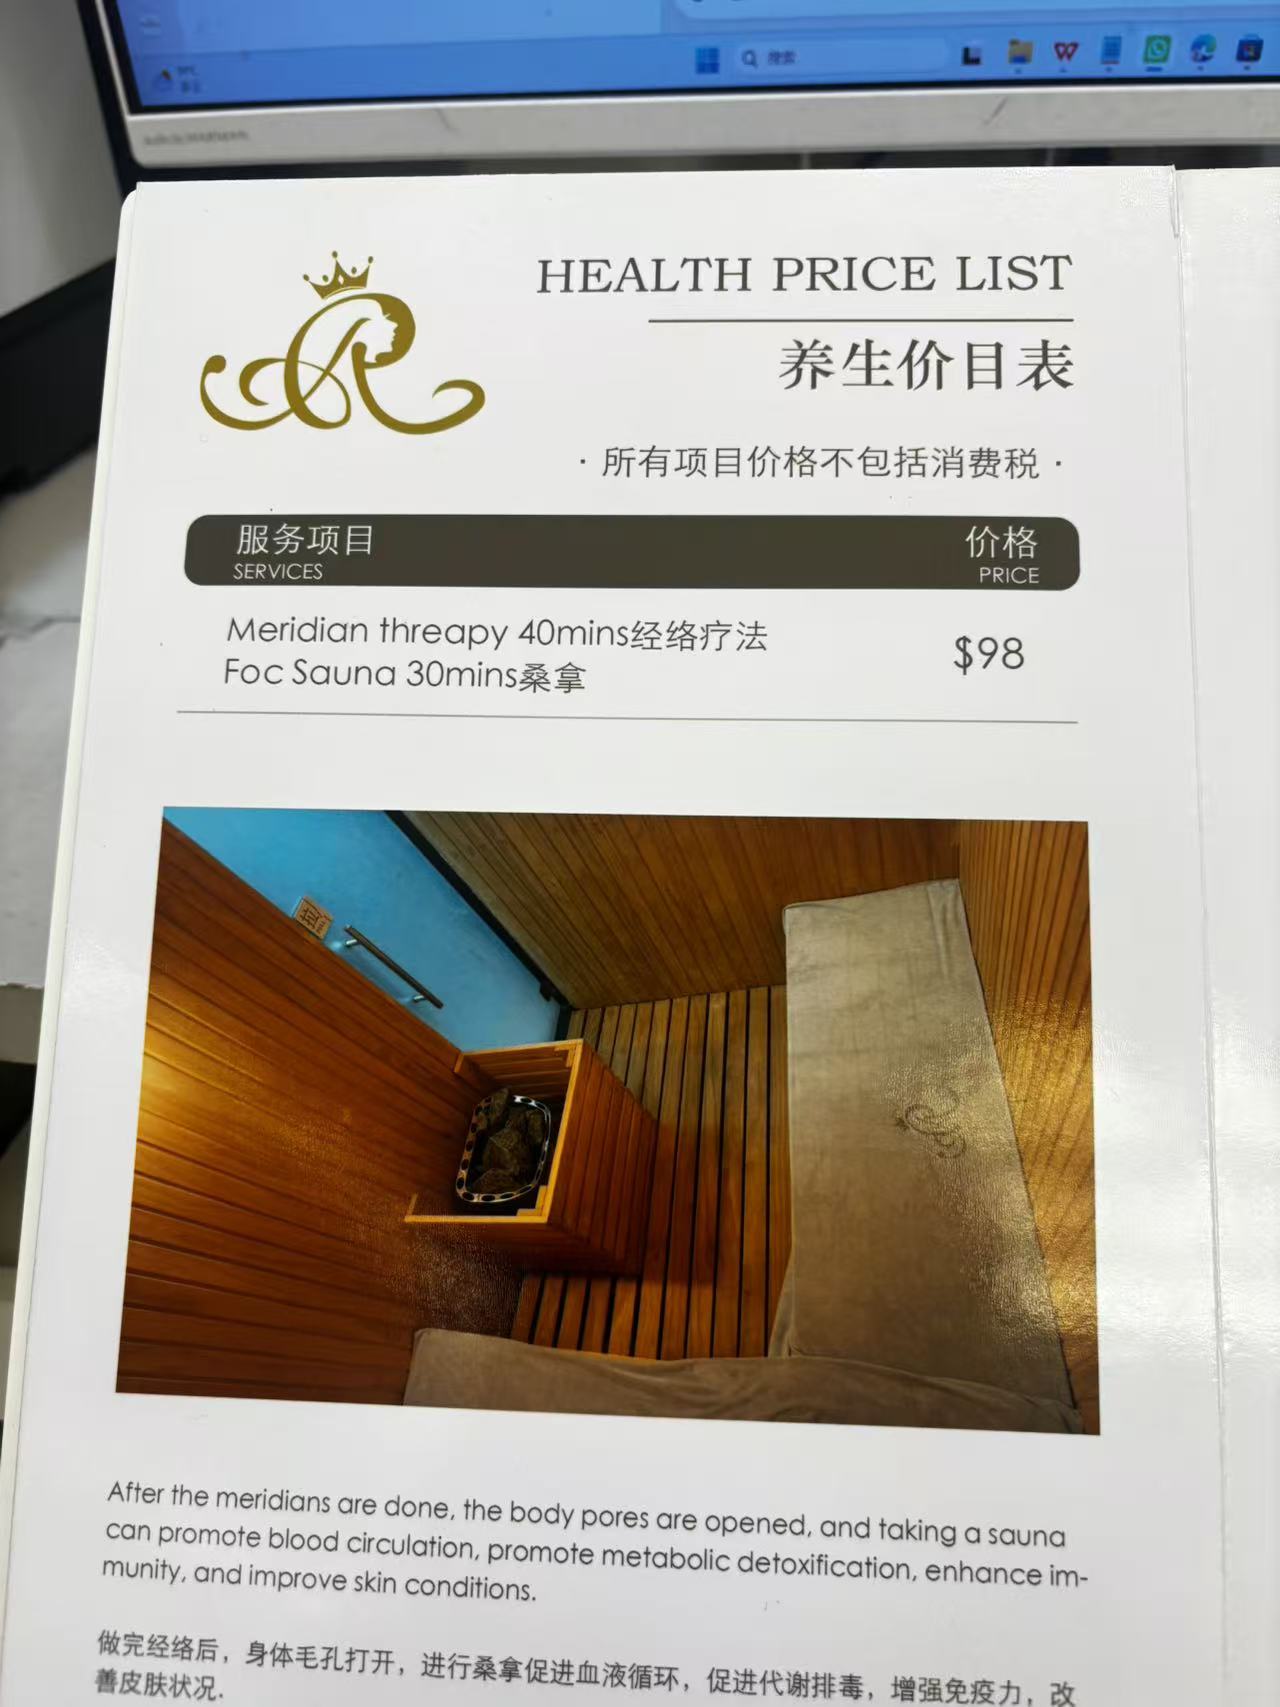 搜索
HEALTH PRICE LIST
养生价目表
· 所有项目价格不包括消费税 ·
服务项目
SERVICES
价格
PRICE
Meridian threapy 40mins经络疗法
Foc Sauna 30mins桑拿
$98
拉
After the meridians are done, the body pores are opened, and taking a sauna
can promote blood circulation, promote metabolic detoxification, enhance im-
munity, and improve skin conditions.
做完经络后，身体毛孔打开，进行桑拿促进血液循环，促进代谢排毒，增强免疫力，改
善皮肤状况.